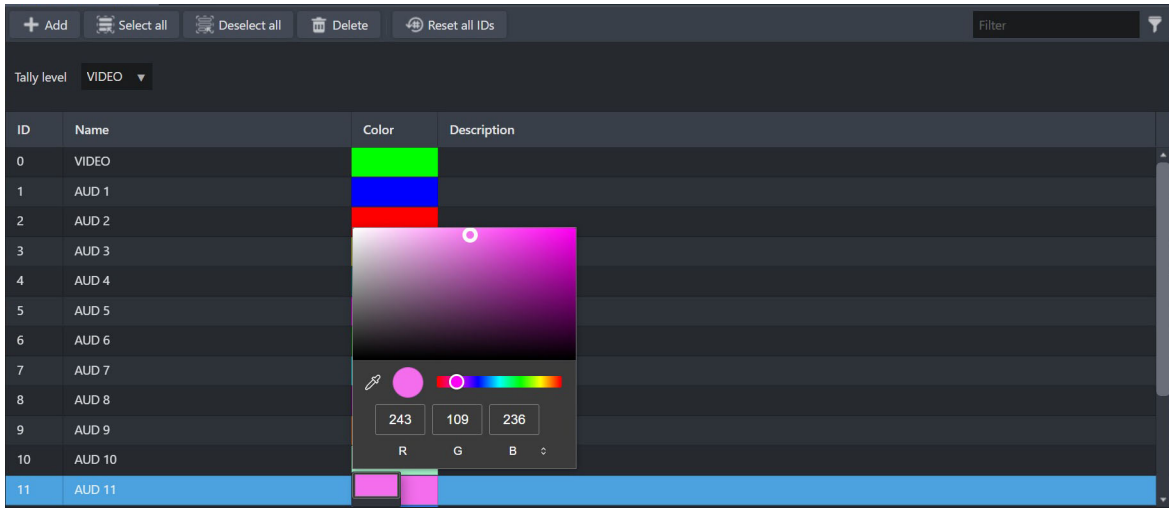 Add Select all Deselect all Delete Reset all IDs Filter
Tally level VIDEO
ID Name Color Description
0 VIDEO
1 AUD 1
2 AUD 2
3 AUD 3
4 AUD 4
5 AUD 5
6 AUD 6
7 AUD 7
8 AUD 8
9 AUD 9
243 109 236
R G B
10 AUD 10
11 AUD 11